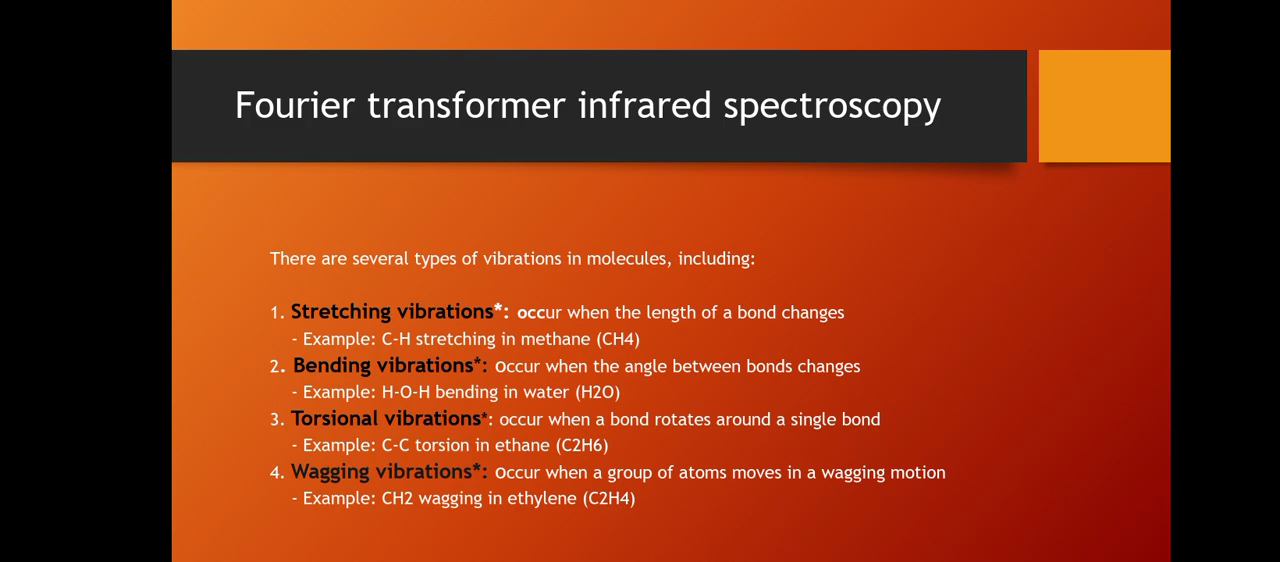 Fourier transformer infrared spectroscopy
There are several types of vibrations in molecules, including:
1. Stretching vibrations*: occur when the length of a bond changes
- Example: C-H stretching in methane (CH4)
2. Bending vibrations*: Occur when the angle between bonds changes
- Example: H-O-H bending in water (H2O)
3. Torsional vibrations*: occur when a bond rotates around a single bond
- Example: C-C torsion in ethane (C2H6)
4. Wagging vibrations*: Occur when a group of atoms moves in a wagging motion
- Example: CH2 wagging in ethylene (C2H4)